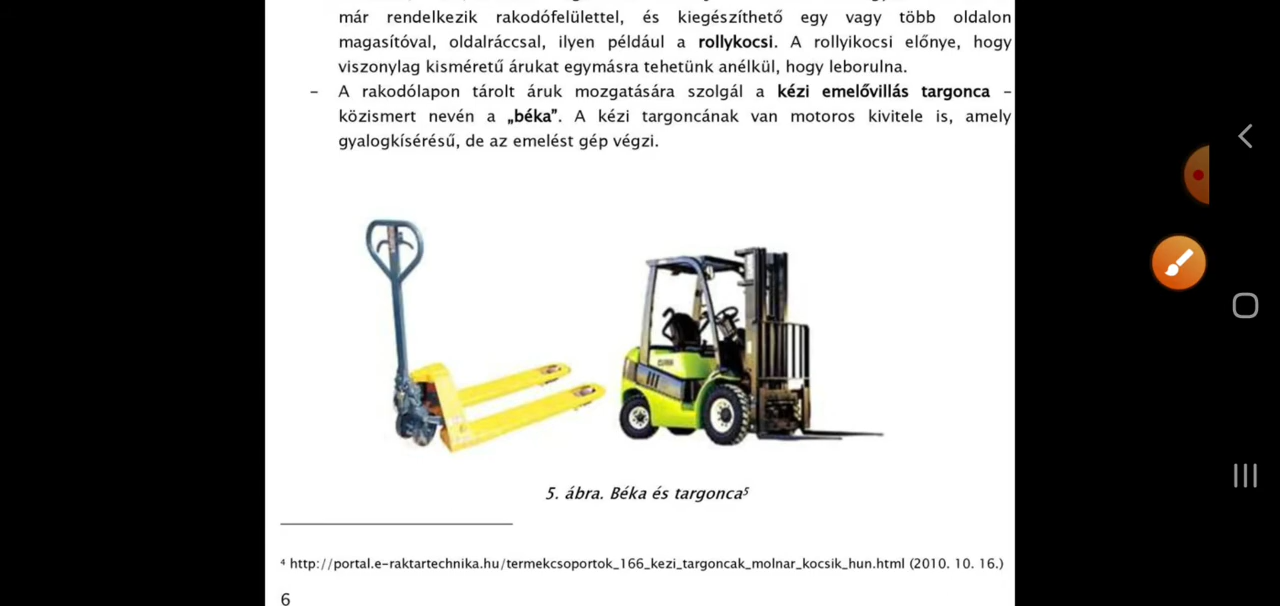 már rendelkezik rakodófelülettel, és kiegészíthető egy vagy több oldalon
magasítóval, oldalráccsal, ilyen például a rollykocsi. A rollyikocsi előnye, hogy
viszonylag kisméretű árukat egymásra tehetünk anélkül, hogy leborulna.
– A rakodólapon tárolt áruk mozgatására szolgál a kézi emelővillás targonca –
közismert nevén a „béka”. A kézi targoncának van motoros kivitele is, amely
gyalogkísérésű, de az emelést gép végzi.
5. ábra. Béka és targonca⁵
⁴ http://portal.e-raktartechnika.hu/termekcsoportok_166_kezi_targoncak_molnar_kocsik_hun.html (2010. 10. 16.)
6